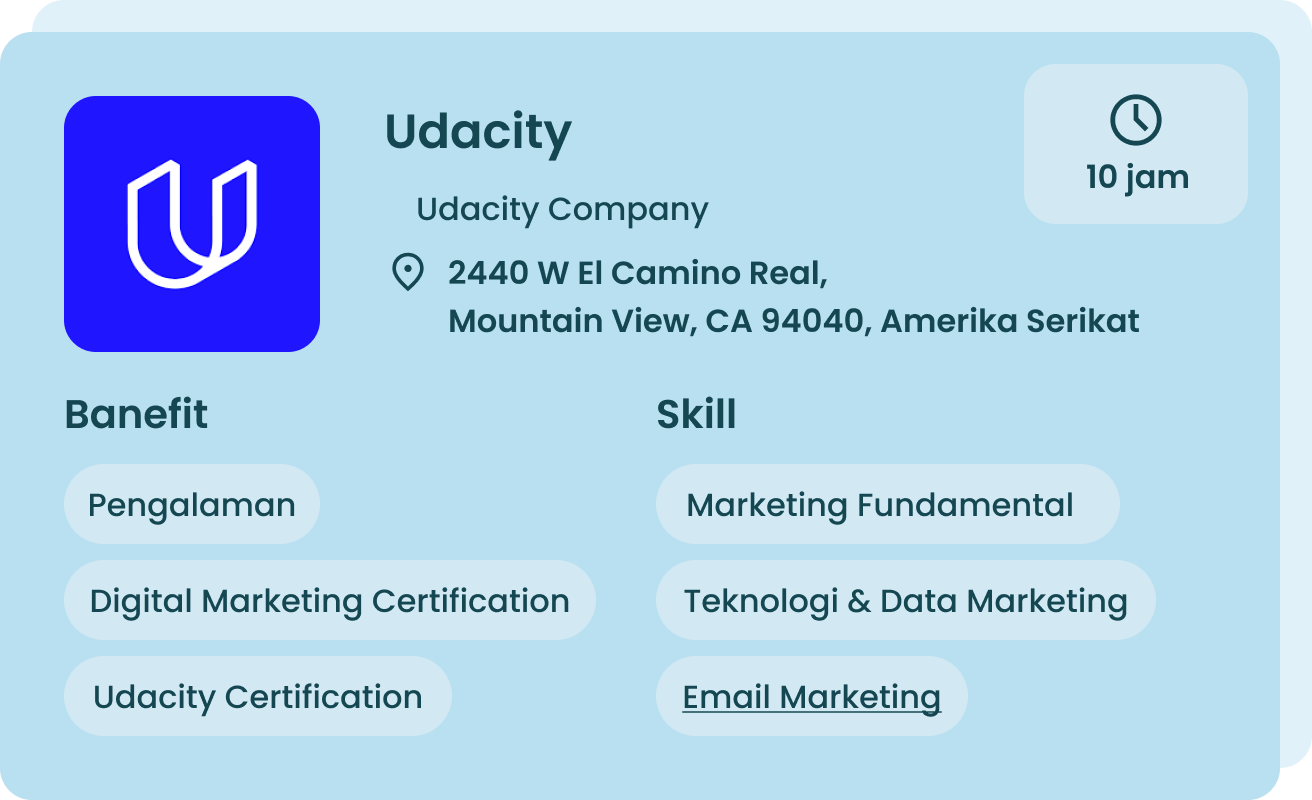 Udacity
10 jam
Udacity Company
2440 W El Camino Real,
Mountain View, CA 94040, Amerika Serikat
Banefit
Pengalaman
Digital Marketing Certification
Udacity Certification
Skill
Marketing Fundamental
Teknologi & Data Marketing
Email Marketing